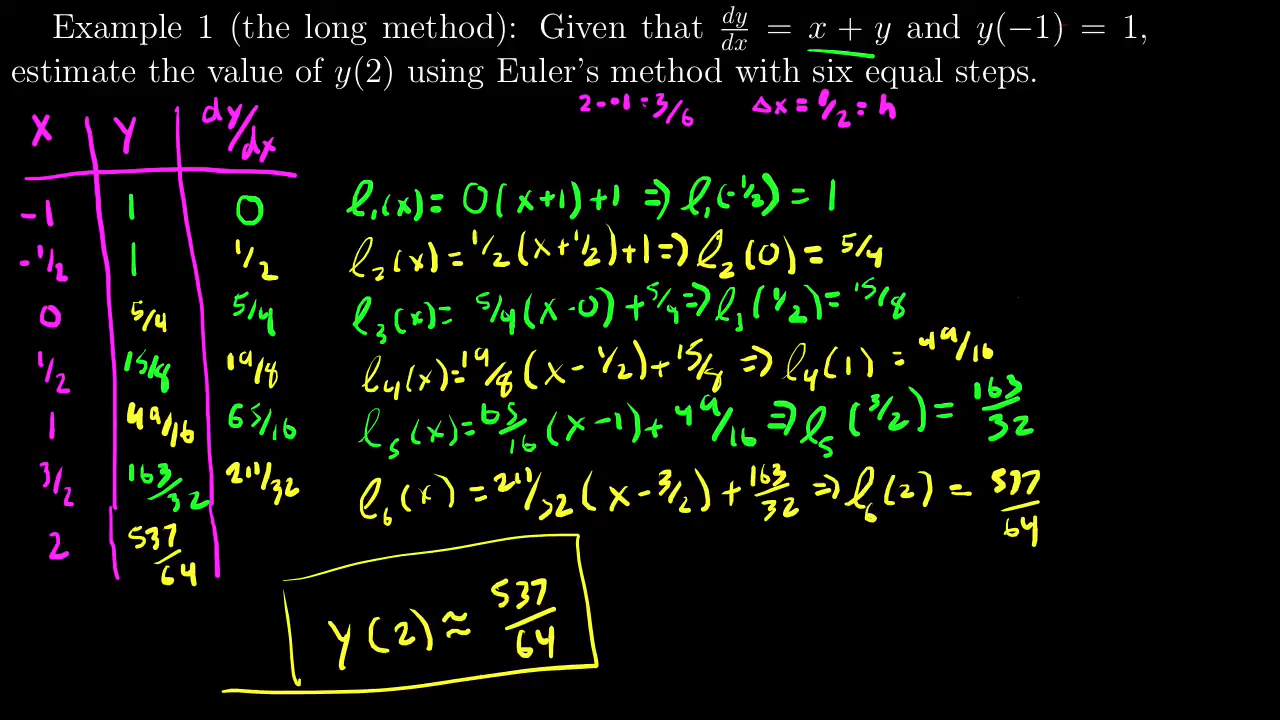 Example 1 (the long method): Given that dy/dx = x + y and y(−1) = 1,
estimate the value of y(2) using Euler's method with six equal steps.
2 - -1 = 3/6 Δx = 1/2 = h
x y dy/dx
-1 1 0 l₁(x) = 0(x+1)+1 ⇒ l₁(-1/2) = 1
-1/2 1 1/2 l₂(x) = 1/2(x+1/2)+1 ⇒ l₂(0) = 5/4
0 5/4 5/4 l₃(x) = 5/4(x-0)+5/4 ⇒ l₃(1/2) = 15/8
1/2 15/8 19/8 l₄(x) = 19/8(x-1/2)+15/8 ⇒ l₄(1) = 49/16
1 49/16 65/16 l₅(x) = 65/16(x-1)+49/16 ⇒ l₅(3/2) = 163/32
3/2 163/32 211/32 l₆(x) = 211/32(x-3/2)+163/32 ⇒ l₆(2) = 537/64
2 537/64
y(2) ≈ 537/64